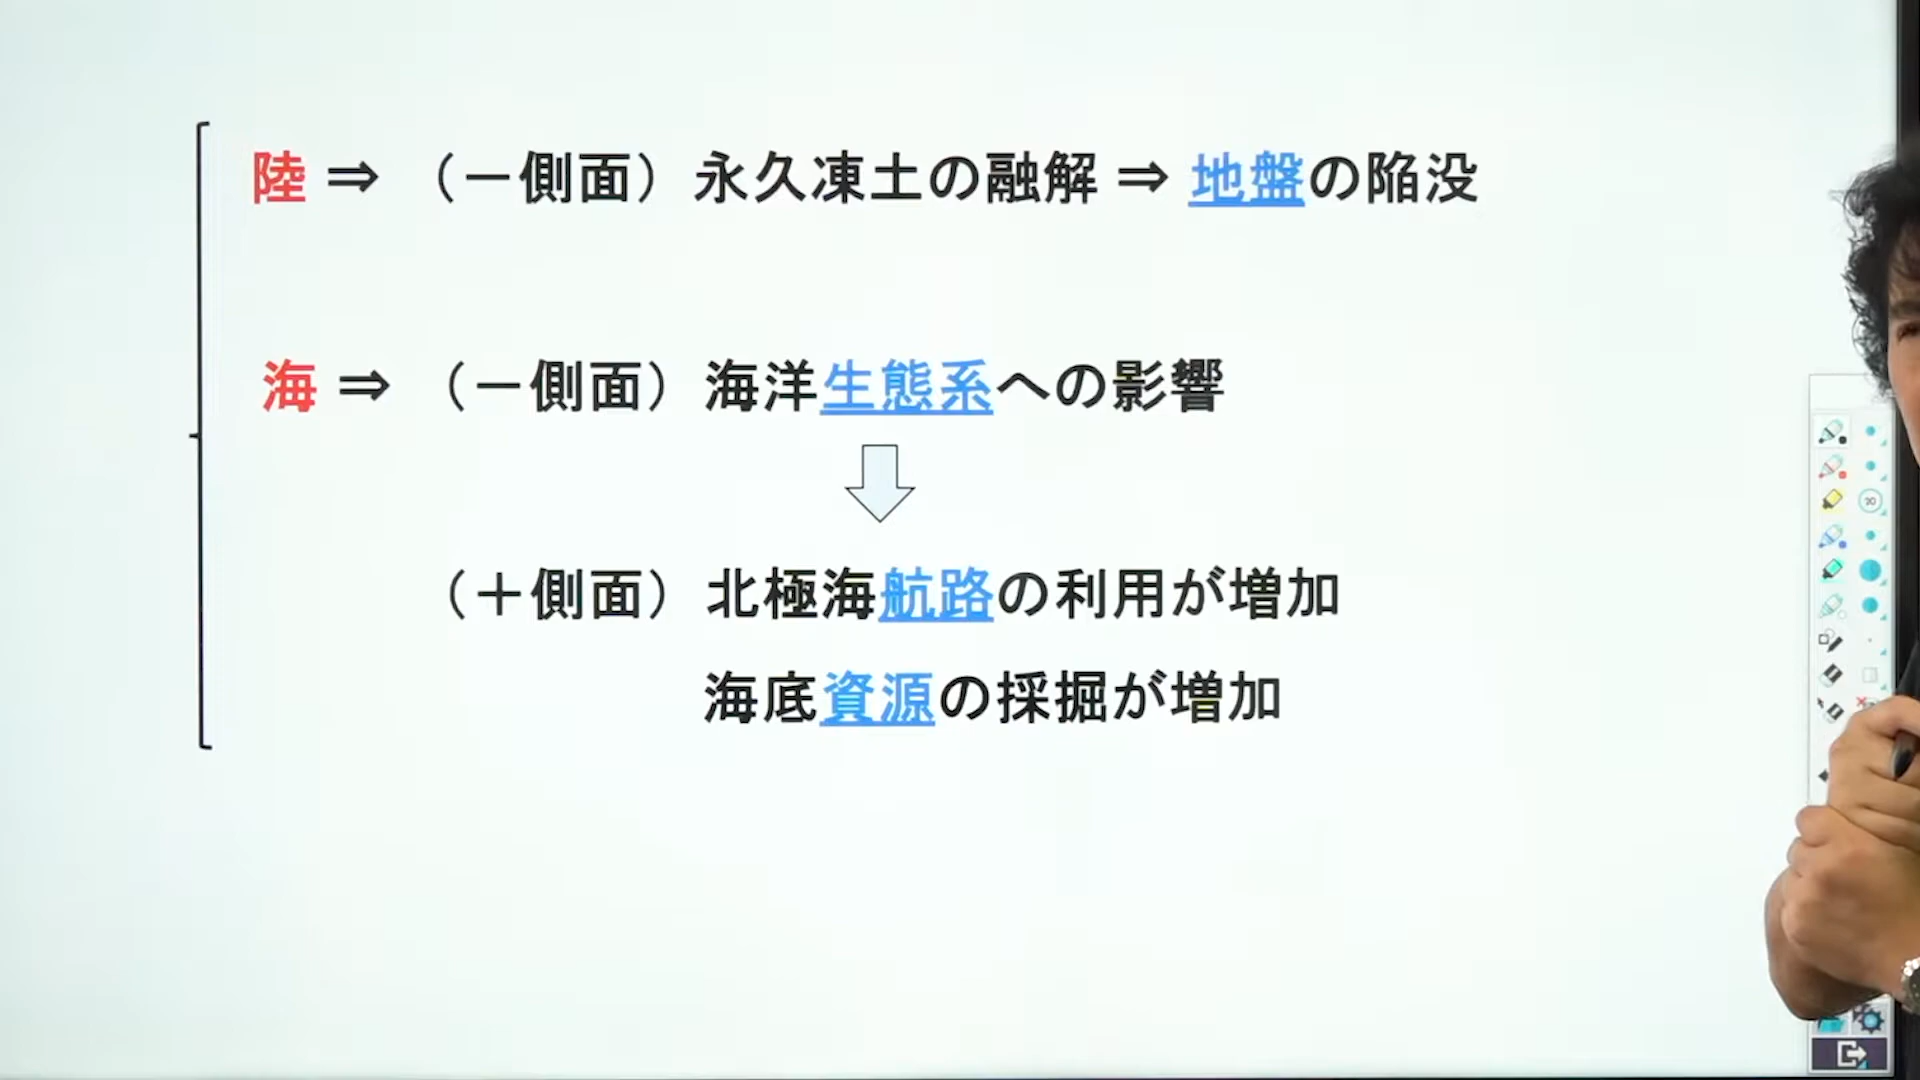 陸 ⇒ （－側面）永久凍土の融解 ⇒ 地盤の陥没
海 ⇒ （－側面）海洋生態系への影響
（＋側面）北極海航路の利用が増加
海底資源の採掘が増加